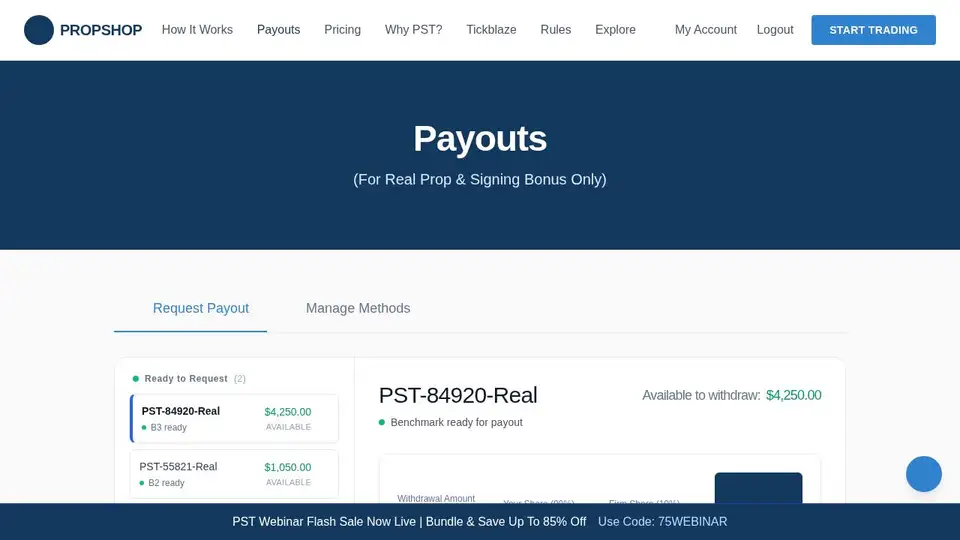 PROPSHOP How It Works Payouts Pricing Why PST? Tickblaze Rules Explore My Account Logout START TRADING
Payouts
(For Real Prop & Signing Bonus Only)
Request Payout Manage Methods
Ready to Request (2)
PST-84920-Real $4,250.00
B3 ready AVAILABLE
PST-55821-Real $1,050.00
B2 ready AVAILABLE
PST-84920-Real Available to withdraw: $4,250.00
Benchmark ready for payout
Withdrawal Amount
PST Webinar Flash Sale Now Live | Bundle & Save Up To 85% Off Use Code: 75WEBINAR